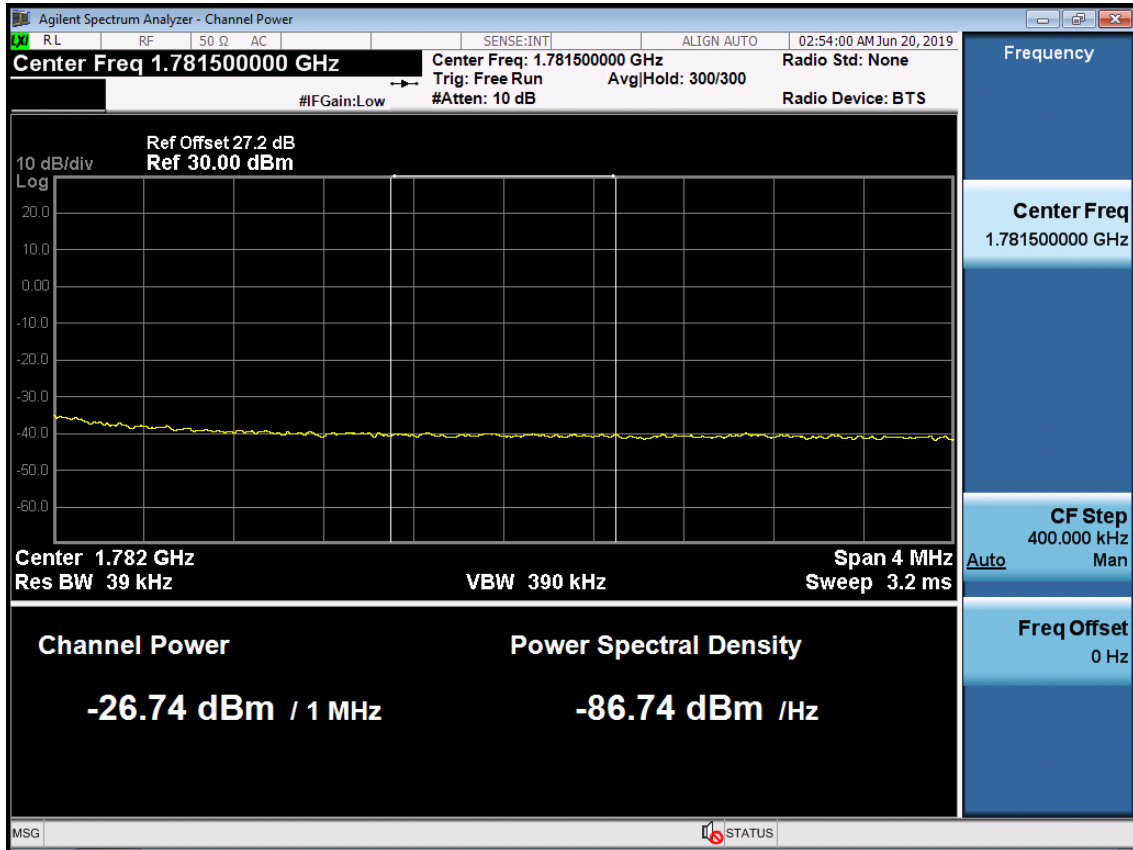 Agilent Spectrum Analyzer - Channel Power
LXI RL RF 50 Ω AC SENSE:INT ALIGN AUTO 02:54:00 AM Jun 20, 2019
Center Freq 1.781500000 GHz
Center Freq: 1.781500000 GHz Radio Std: None
Trig: Free Run Avg|Hold: 300/300
#IFGain:Low #Atten: 10 dB Radio Device: BTS
Ref Offset 27.2 dB
10 dB/div Ref 30.00 dBm
Log
20.0
10.0
0.00
-10.0
-20.0
-30.0
-40.0
-50.0
-60.0
Center 1.782 GHz Span 4 MHz
Res BW 39 kHz VBW 390 kHz Sweep 3.2 ms
Channel Power Power Spectral Density
-26.74 dBm / 1 MHz -86.74 dBm /Hz
Frequency
Center Freq
1.781500000 GHz
CF Step
400.000 kHz
Auto Man
Freq Offset
0 Hz
MSG STATUS